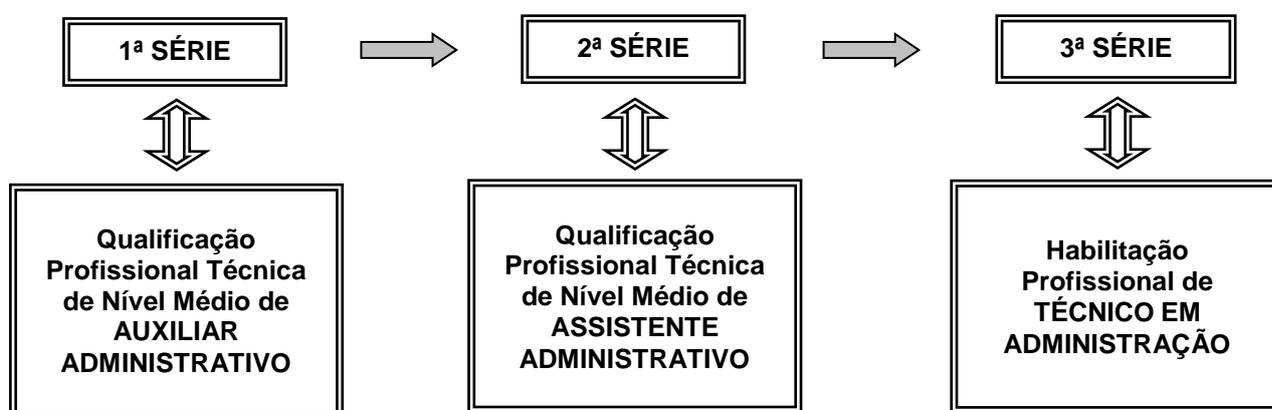 1ª SÉRIE
2ª SÉRIE
3ª SÉRIE
Qualificação
Profissional Técnica
de Nível Médio de
AUXILIAR
ADMINISTRATIVO
Qualificação
Profissional Técnica
de Nível Médio de
ASSISTENTE
ADMINISTRATIVO
Habilitação
Profissional de
TÉCNICO EM
ADMINISTRAÇÃO